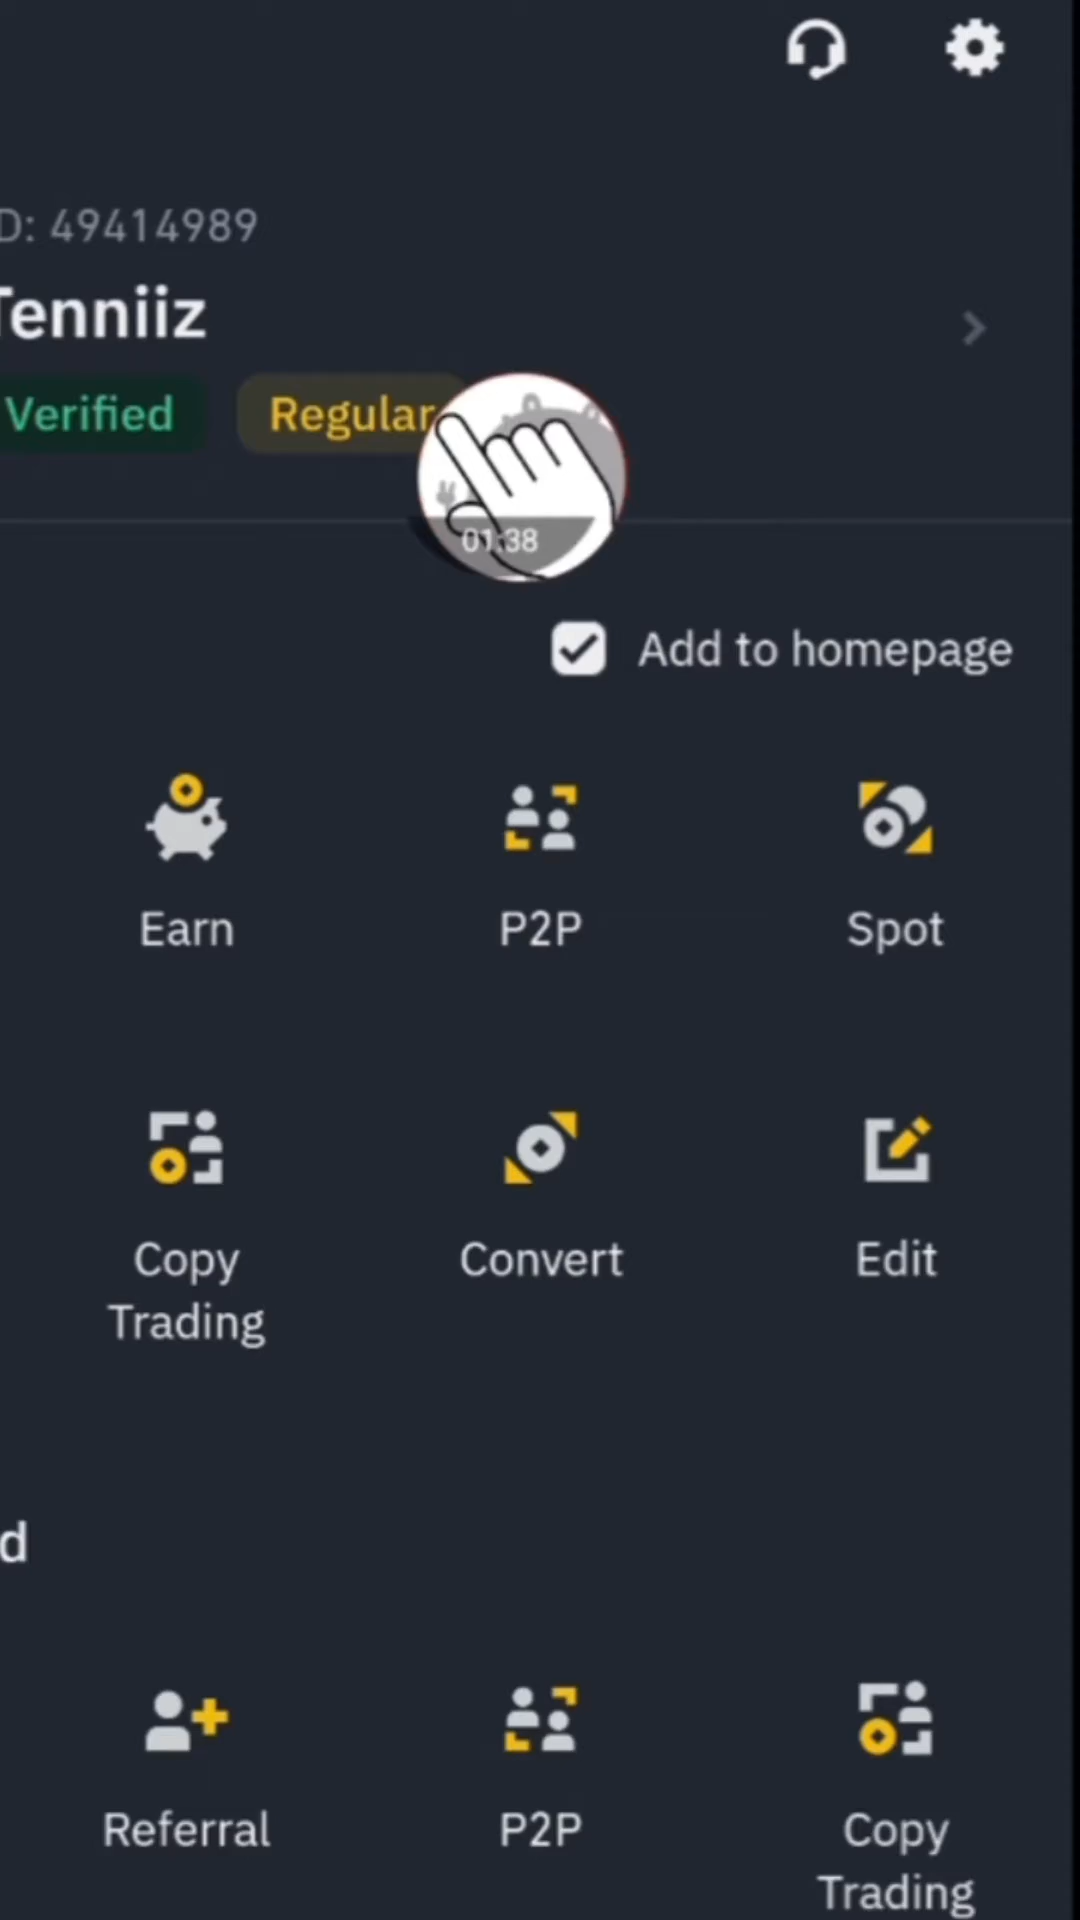 D: 49414989
Tenniiz
Verified Regular
01:38
Add to homepage
Earn P2P Spot
Copy Trading Convert Edit
d
Referral P2P Copy Trading